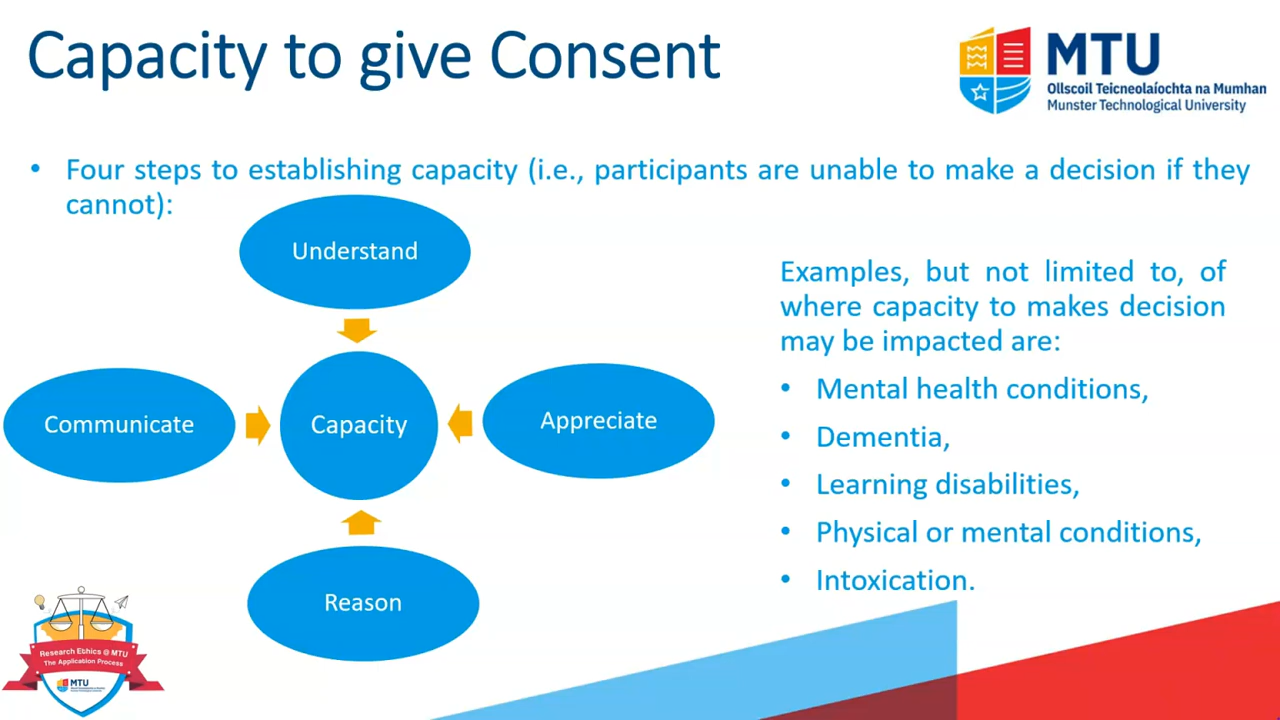 Capacity to give Consent
MTU
Ollscoil Teicneolaíochta na Mumhan
Munster Technological University
• Four steps to establishing capacity (i.e., participants are unable to make a decision if they
cannot):
Understand
Communicate
Capacity
Appreciate
Reason
Examples, but not limited to, of
where capacity to makes decision
may be impacted are:
• Mental health conditions,
• Dementia,
• Learning disabilities,
• Physical or mental conditions,
• Intoxication.
Research Ethics @ MTU
The Application Process
MTU